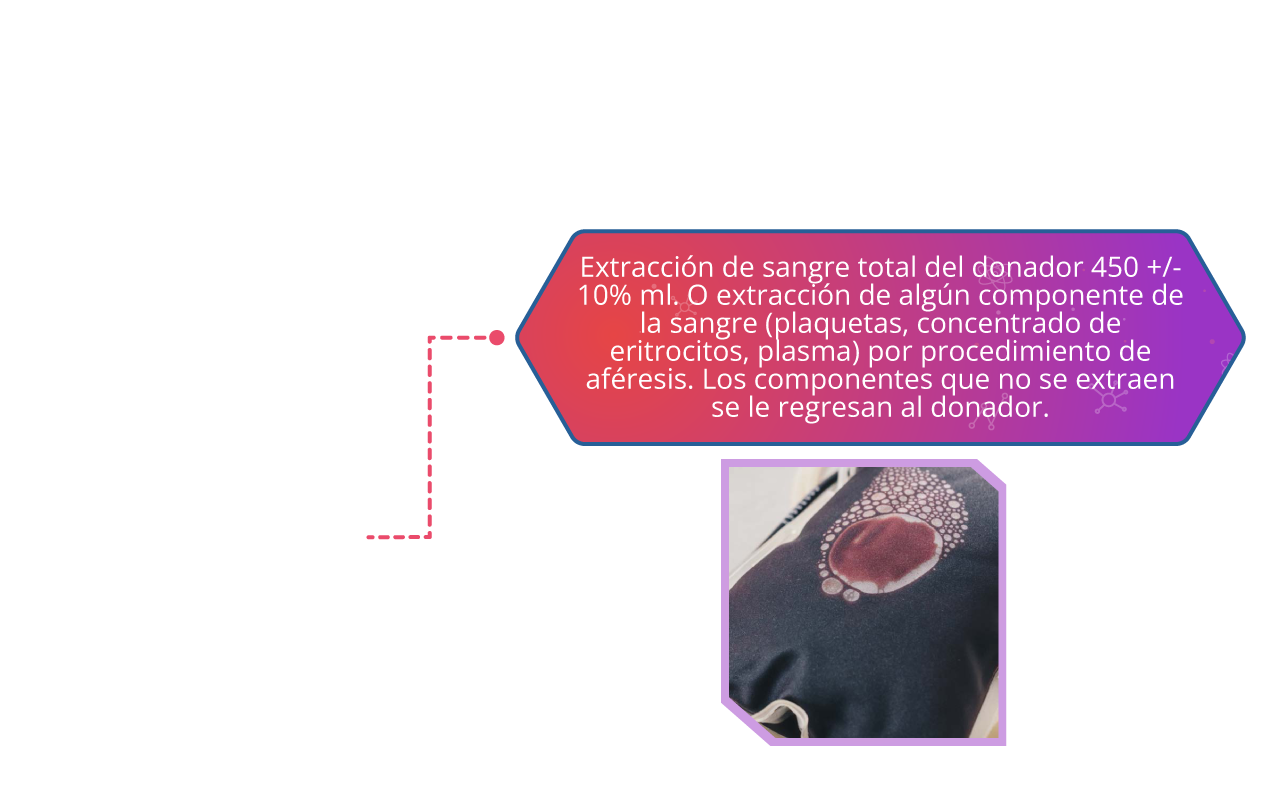 Extracción de sangre total del donador 450 +/-
10% ml. O extracción de algún componente de
la sangre (plaquetas, concentrado de
eritrocitos, plasma) por procedimiento de
aféresis. Los componentes que no se extraen
se le regresan al donador.